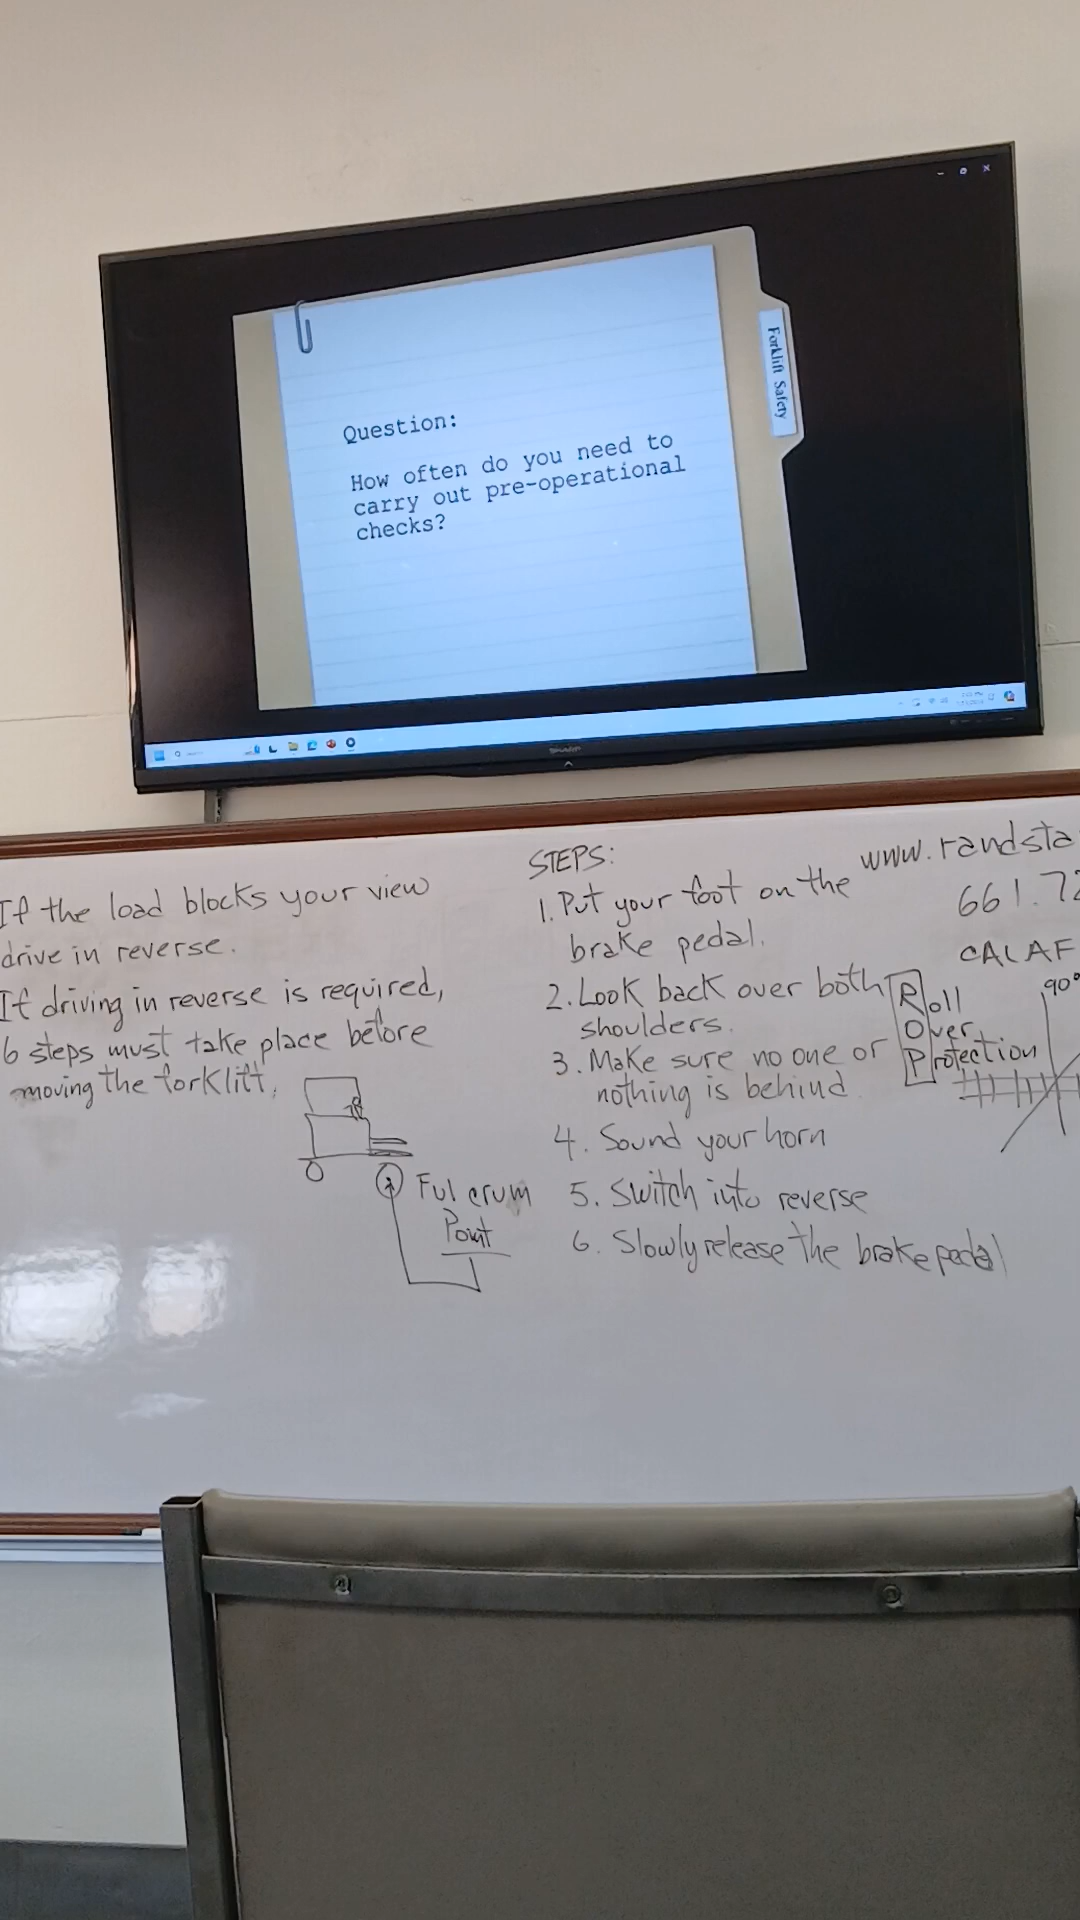 Forklift Safety
Question:
How often do you need to
carry out pre-operational
checks?
SHARP
If the load blocks your view
drive in reverse.
If driving in reverse is required,
6 steps must take place before
moving the forklift.
Fulcrum
Point
STEPS:
1. Put your foot on the
brake pedal.
2. Look back over both
shoulders.
3. Make sure no one or
nothing is behind.
4. Sound your horn
5. Switch into reverse
6. Slowly release the brake pedal
www.randsta
661.72
CALAF
Roll
Over
Protection
90°